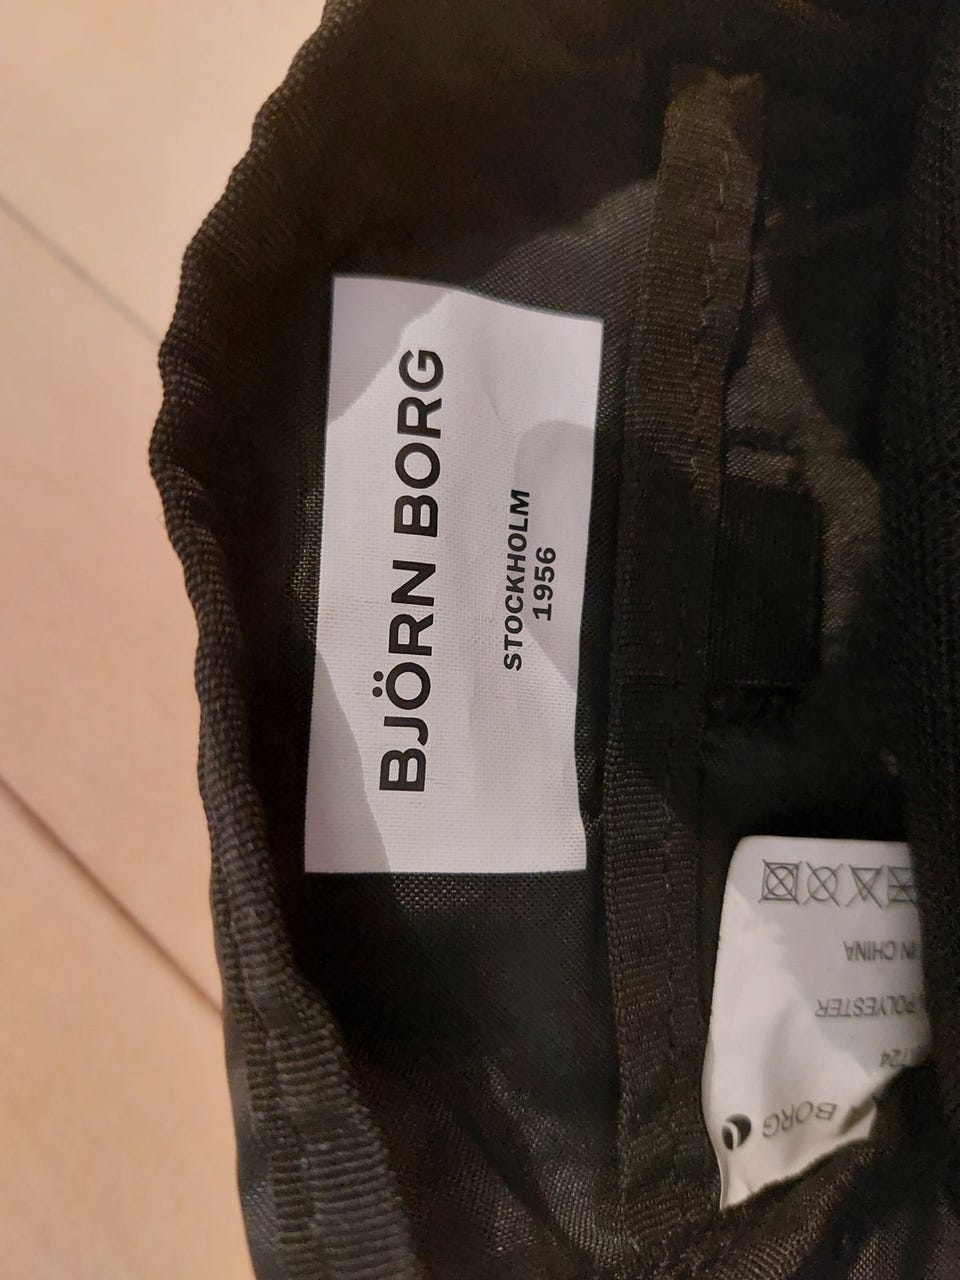 BJÖRN BORG
STOCKHOLM
1956
BORG
POLYESTER
IN CHINA